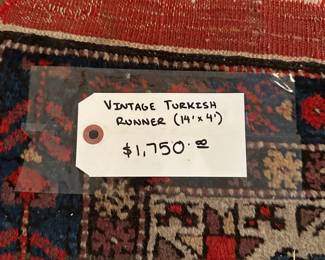 VINTAGE TURKISH
RUNNER (14' x 4')
$1,750.00